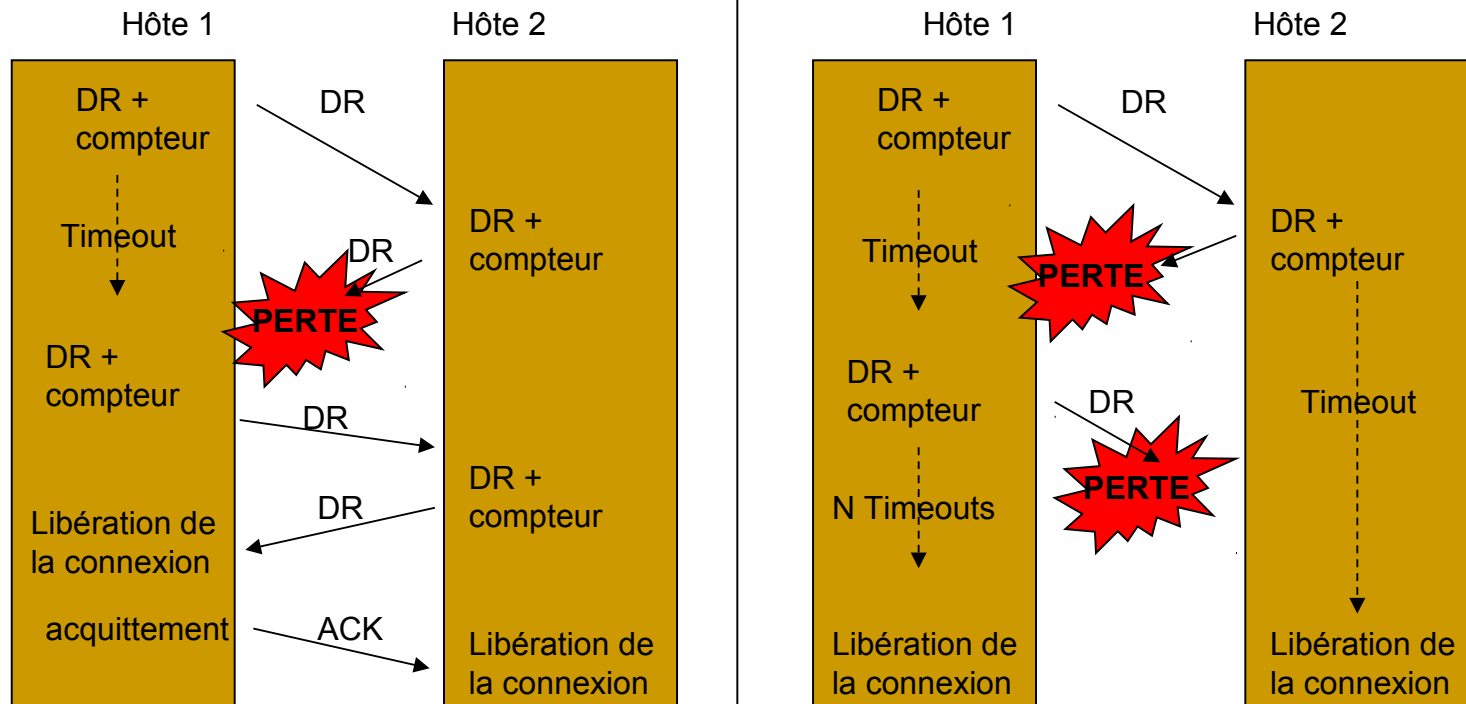 Hôte 1
Hôte 2
DR +
compteur
DR
Timeout
DR +
compteur
DR
PERTE
DR +
compteur
DR
DR +
compteur
DR
Libération de
la connexion
acquittement
ACK
Libération de
la connexion
Hôte 1
Hôte 2
DR +
compteur
DR
Timeout
DR +
compteur
PERTE
DR +
compteur
DR
Timeout
PERTE
N Timeouts
Libération de
la connexion
Libération de
la connexion